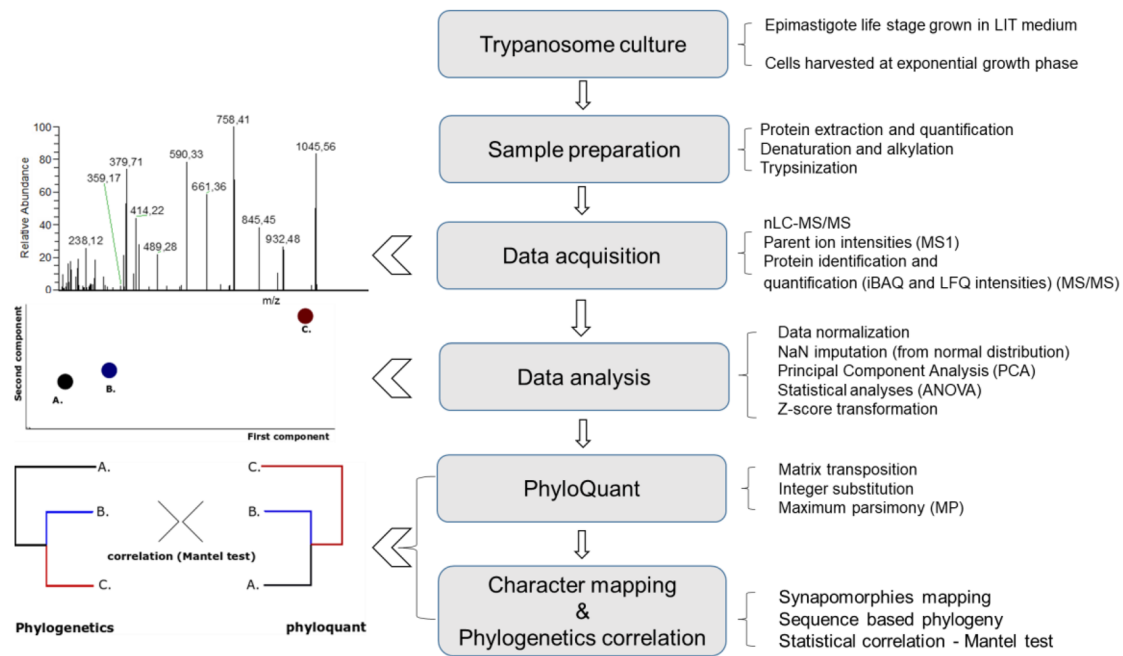 Trypanosome culture
Epimastigote life stage grown in LIT medium
Cells harvested at exponential growth phase
Sample preparation
Protein extraction and quantification
Denaturation and alkylation
Trypsinization
Data acquisition
nLC-MS/MS
Parent ion intensities (MS1)
Protein identification and
quantification (iBAQ and LFQ intensities) (MS/MS)
Relative Abundance
100
80
60
40
20
0
758,41
1045,56
590,33
379,71
359,17
661,36
414,22
845,45
238,12
489,28
932,48
m/z
Data analysis
Data normalization
NaN imputation (from normal distribution)
Principal Component Analysis (PCA)
Statistical analyses (ANOVA)
Z-score transformation
Second component
A.
B.
C.
First component
PhyloQuant
Matrix transposition
Integer substitution
Maximum parsimony (MP)
A.
C.
B.
B.
correlation (Mantel test)
C.
A.
Phylogenetics
phyloquant
Character mapping
&
Phylogenetics correlation
Synapomorphies mapping
Sequence based phylogeny
Statistical correlation - Mantel test